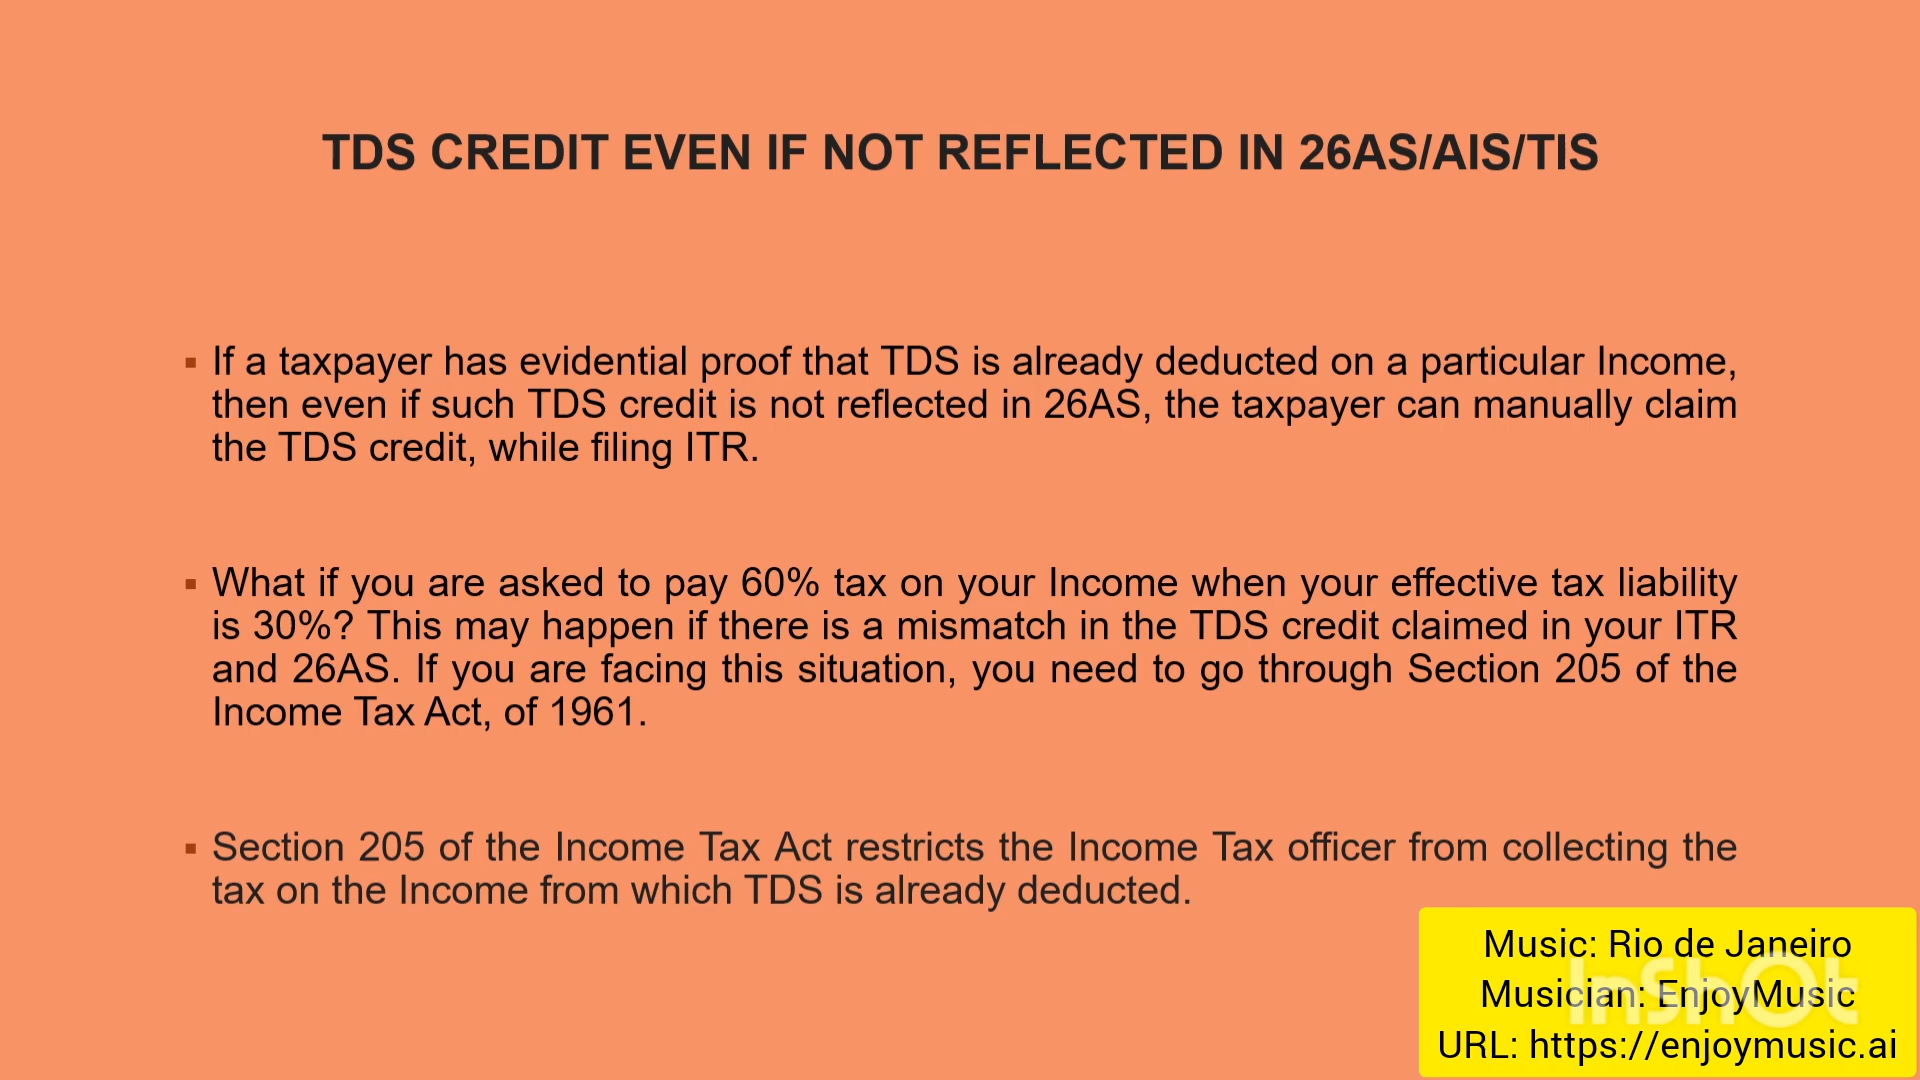 TDS CREDIT EVEN IF NOT REFLECTED IN 26AS/AIS/TIS
▪ If a taxpayer has evidential proof that TDS is already deducted on a particular Income,
then even if such TDS credit is not reflected in 26AS, the taxpayer can manually claim
the TDS credit, while filing ITR.
▪ What if you are asked to pay 60% tax on your Income when your effective tax liability
is 30%? This may happen if there is a mismatch in the TDS credit claimed in your ITR
and 26AS. If you are facing this situation, you need to go through Section 205 of the
Income Tax Act, of 1961.
▪ Section 205 of the Income Tax Act restricts the Income Tax officer from collecting the
tax on the Income from which TDS is already deducted.
Music: Rio de Janeiro
Musician: EnjoyMusic
URL: https://enjoymusic.ai
InShOt